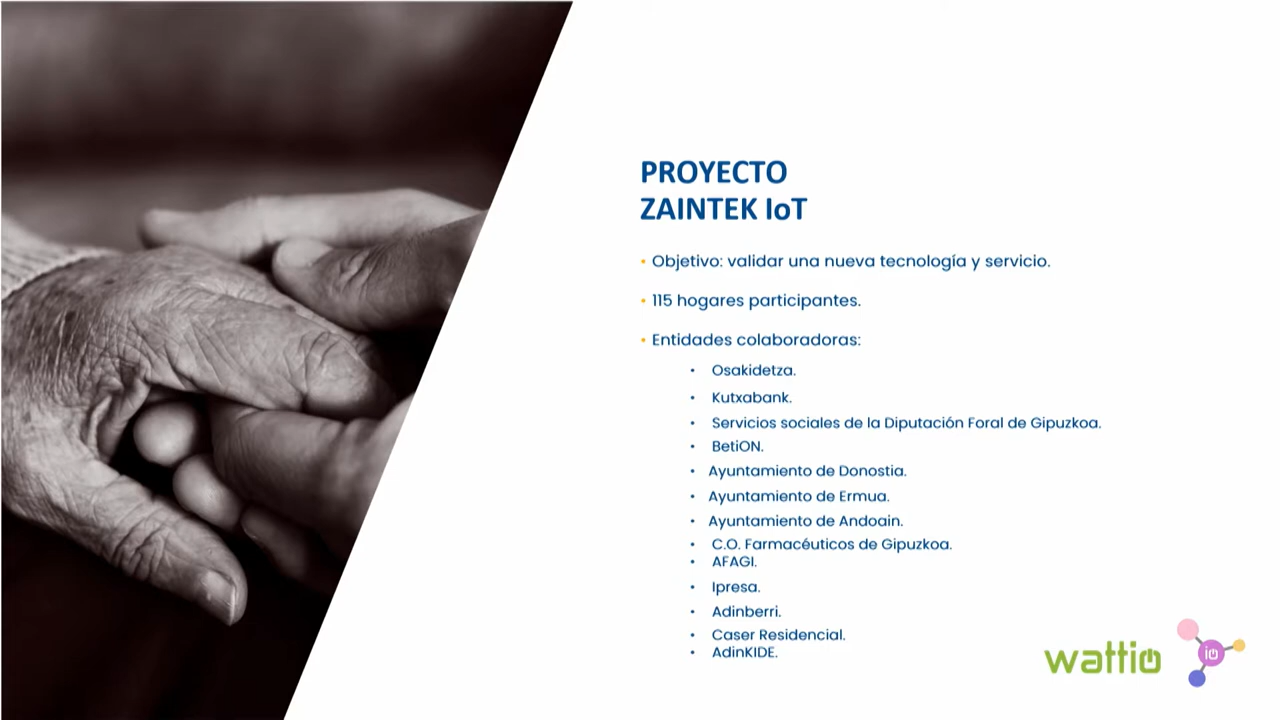 PROYECTO
ZAINTEK IoT
• Objetivo: validar una nueva tecnología y servicio.
• 115 hogares participantes.
• Entidades colaboradoras:
• Osakidetza.
• Kutxabank.
• Servicios sociales de la Diputación Foral de Gipuzkoa.
• BetiON.
• Ayuntamiento de Donostia.
• Ayuntamiento de Ermua.
• Ayuntamiento de Andoain.
• C.O. Farmacéuticos de Gipuzkoa.
• AFAGI.
• Ipresa.
• Adinberri.
• Caser Residencial.
• AdinKIDE.
wattio
io